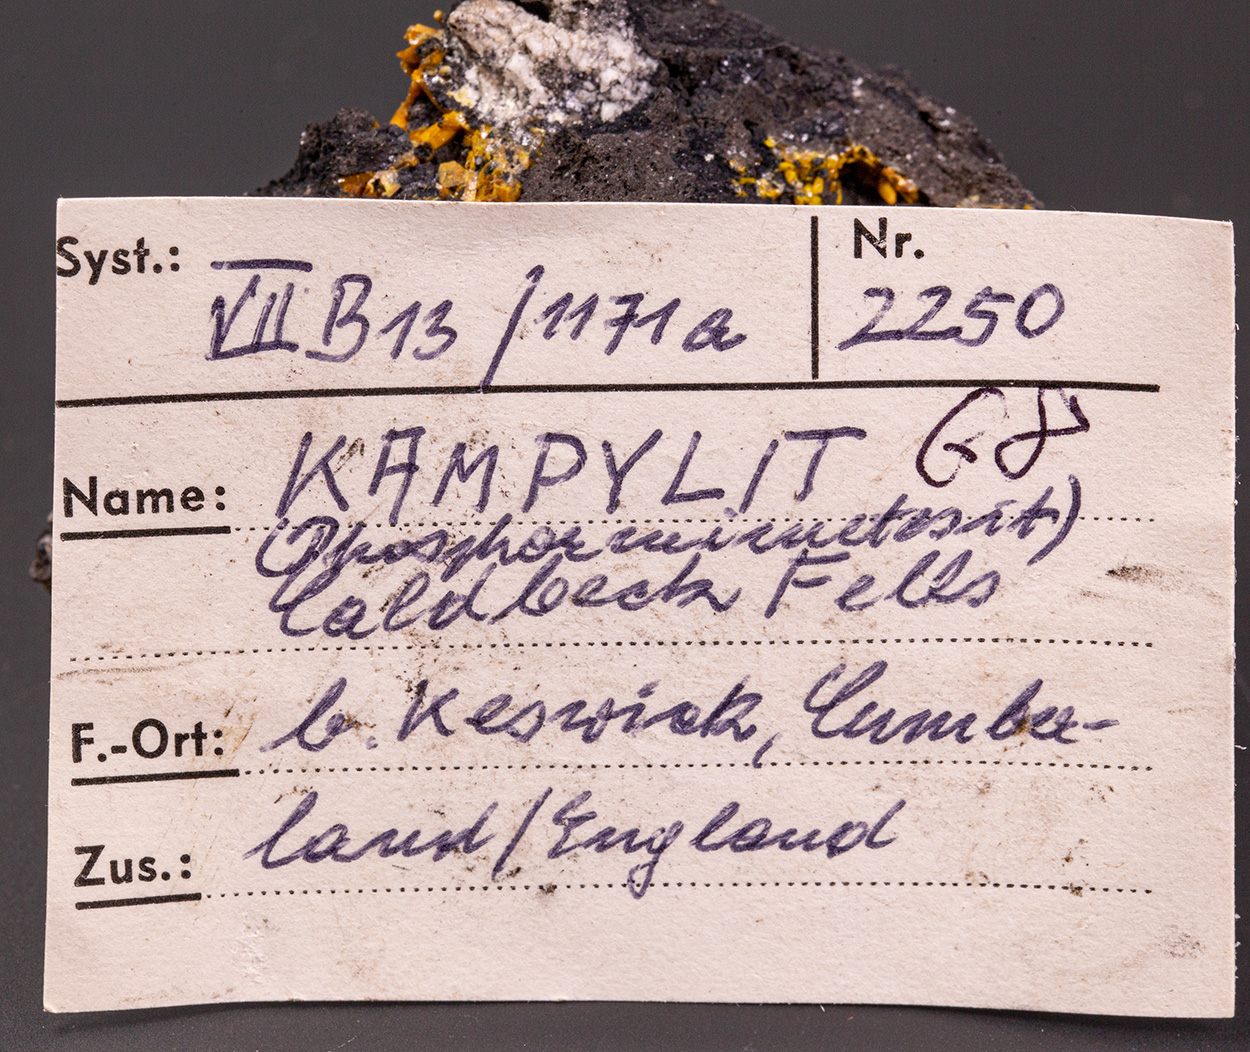 Syst.: VII B13/1171a
Nr. 2250
Name: KAMPYLIT
(Phosphormimetesit)
Caldbeck Fells
F.-Ort: b. Keswick, Cumber-
Zus.: land/England